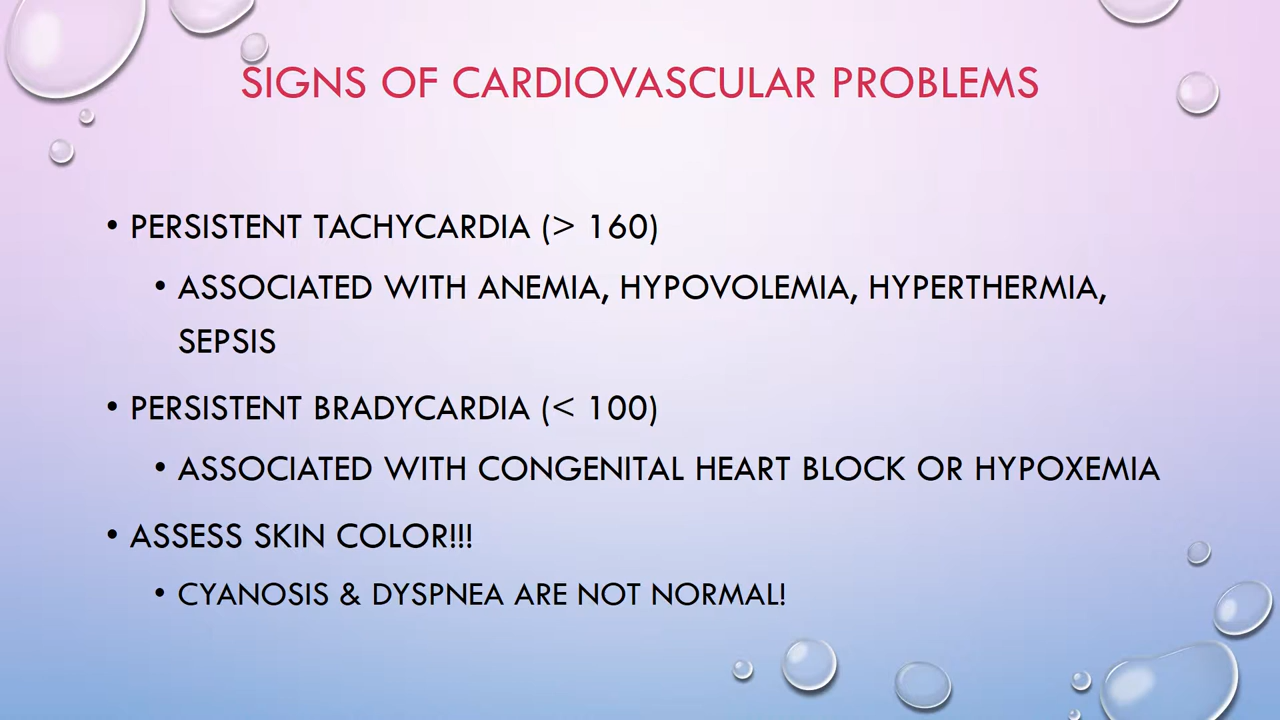 SIGNS OF CARDIOVASCULAR PROBLEMS
• PERSISTENT TACHYCARDIA (> 160)
• ASSOCIATED WITH ANEMIA, HYPOVOLEMIA, HYPERTHERMIA,
SEPSIS
• PERSISTENT BRADYCARDIA (< 100)
• ASSOCIATED WITH CONGENITAL HEART BLOCK OR HYPOXEMIA
• ASSESS SKIN COLOR!!!
• CYANOSIS & DYSPNEA ARE NOT NORMAL!